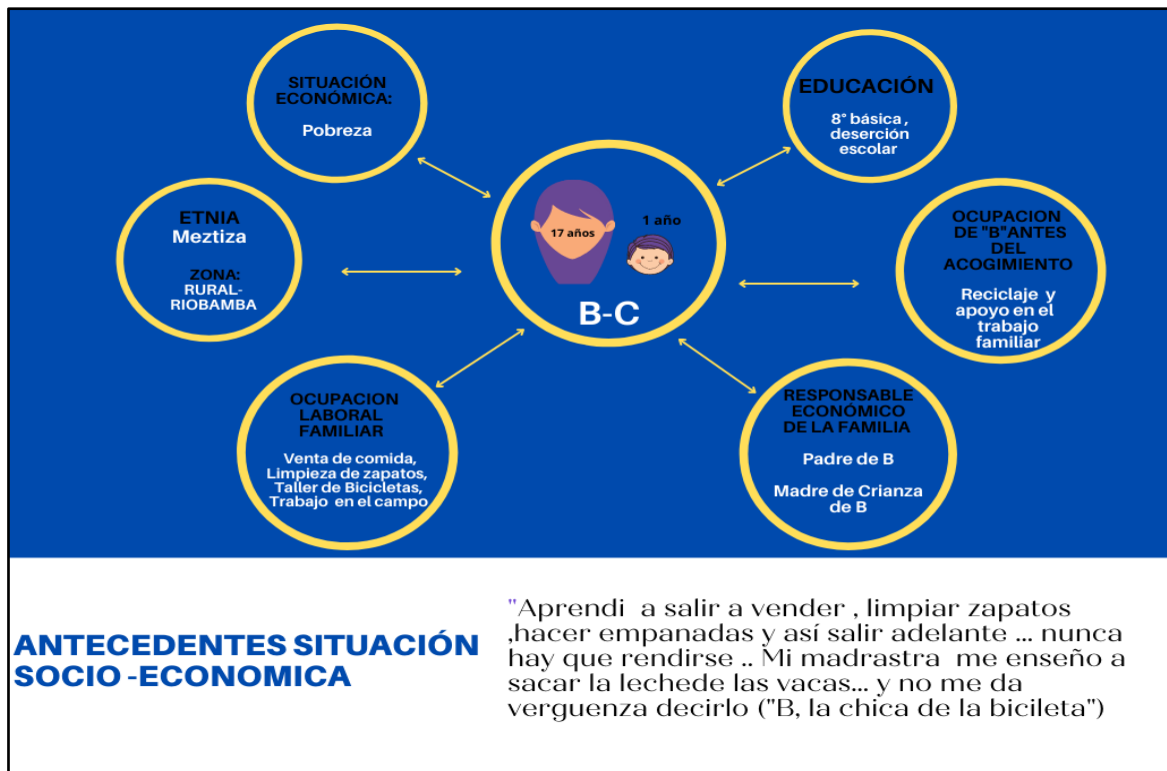 SITUACIÓN
ECONÓMICA:
Pobreza
EDUCACIÓN
8° básica ,
deserción
escolar
ETNIA
Meztiza
ZONA:
RURAL-
RIOBAMBA
17 años
1 año
B-C
OCUPACION
DE "B"ANTES
DEL
ACOGIMIENTO
Reciclaje y
apoyo en el
trabajo
familiar
OCUPACION
LABORAL
FAMILIAR
Venta de comida,
Limpieza de zapatos,
Taller de Bicicletas,
Trabajo en el campo
RESPONSABLE
ECONÓMICO
DE LA FAMILIA
Padre de B
Madre de Crianza
de B
ANTECEDENTES SITUACIÓN
SOCIO -ECONOMICA
"Aprendi a salir a vender , limpiar zapatos
,hacer empanadas y así salir adelante ... nunca
hay que rendirse .. Mi madrastra me enseño a
sacar la lechede las vacas... y no me da
verguenza decirlo ("B, la chica de la bicileta")